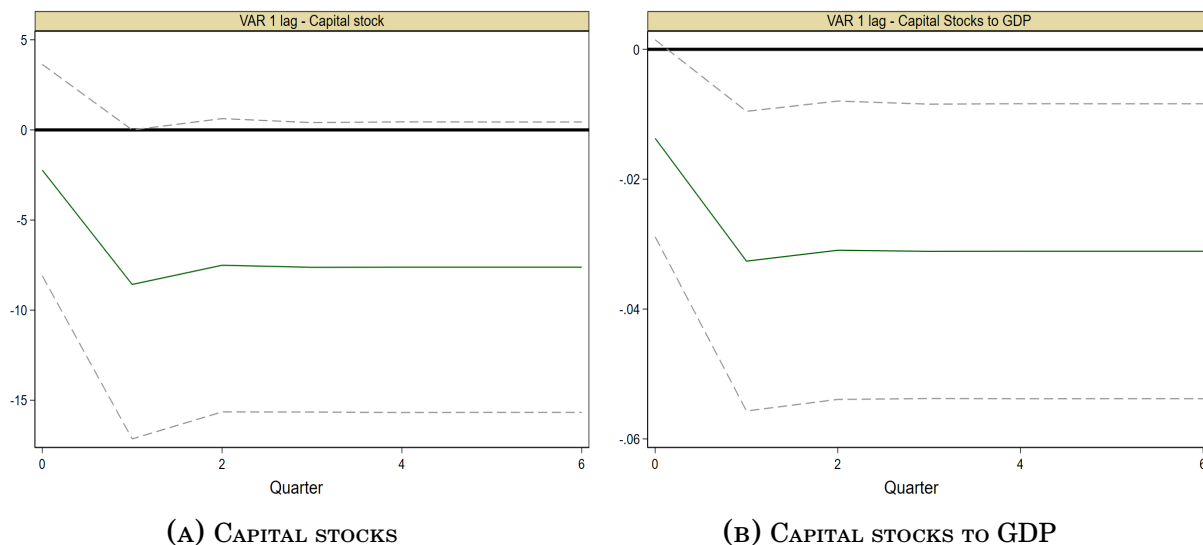 VAR 1 lag - Capital stock
5
0
-5
-10
-15
0
2
4
6
Quarter
(A) Capital stocks
VAR 1 lag - Capital Stocks to GDP
0
-.02
-.04
-.06
0
2
4
6
Quarter
(B) Capital stocks to GDP